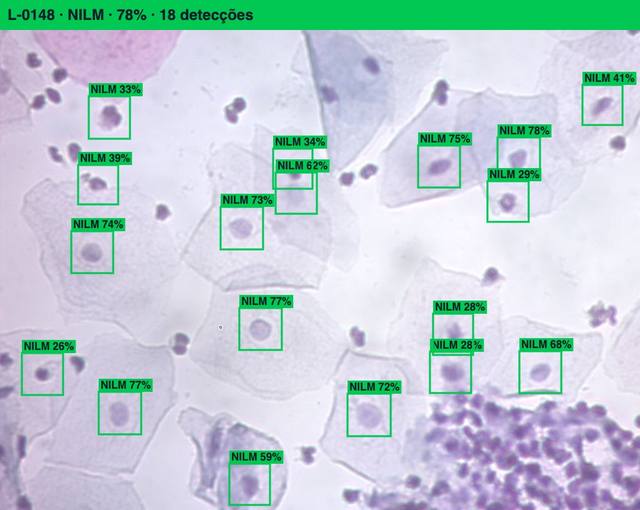 L-0148 · NILM · 78% · 18 detecções
NILM 41%
NILM 33%
NILM 78%
NILM 75%
NILM 34%
NILM 39%
NILM 62%
NILM 29%
NILM 73%
NILM 74%
NILM 77%
NILM 28%
NILM 28%
NILM 68%
NILM 26%
NILM 77%
NILM 72%
NILM 59%